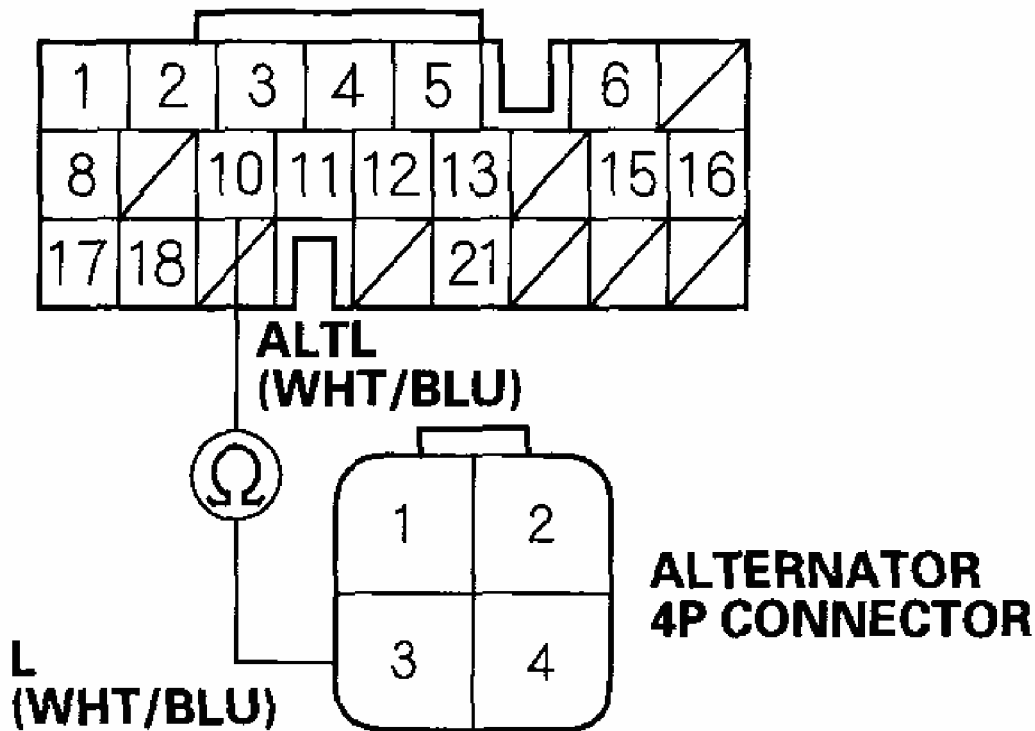 1 2 3 4 5 6
8 10 11 12 13 15 16
17 18 21
ALTL
(WHT/BLU)
Ω
1 2
3 4
ALTERNATOR
4P CONNECTOR
L
(WHT/BLU)